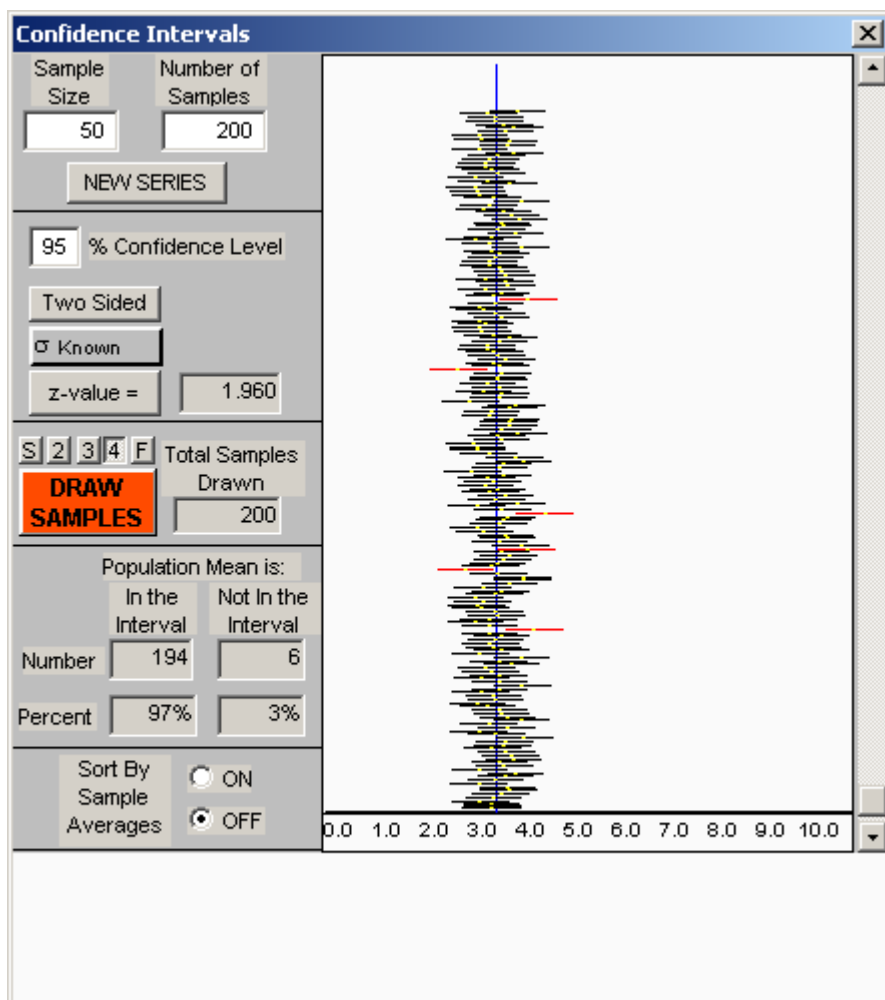 Confidence Intervals
Sample Size
Number of Samples
50
200
NEW SERIES
95 % Confidence Level
Two Sided
σ Known
z-value = 1.960
S 2 3 4 F
Total Samples Drawn
DRAW SAMPLES
200
Population Mean is:
In the Interval
Not In the Interval
Number 194 6
Percent 97% 3%
Sort By Sample Averages
ON
OFF
0.0 1.0 2.0 3.0 4.0 5.0 6.0 7.0 8.0 9.0 10.0